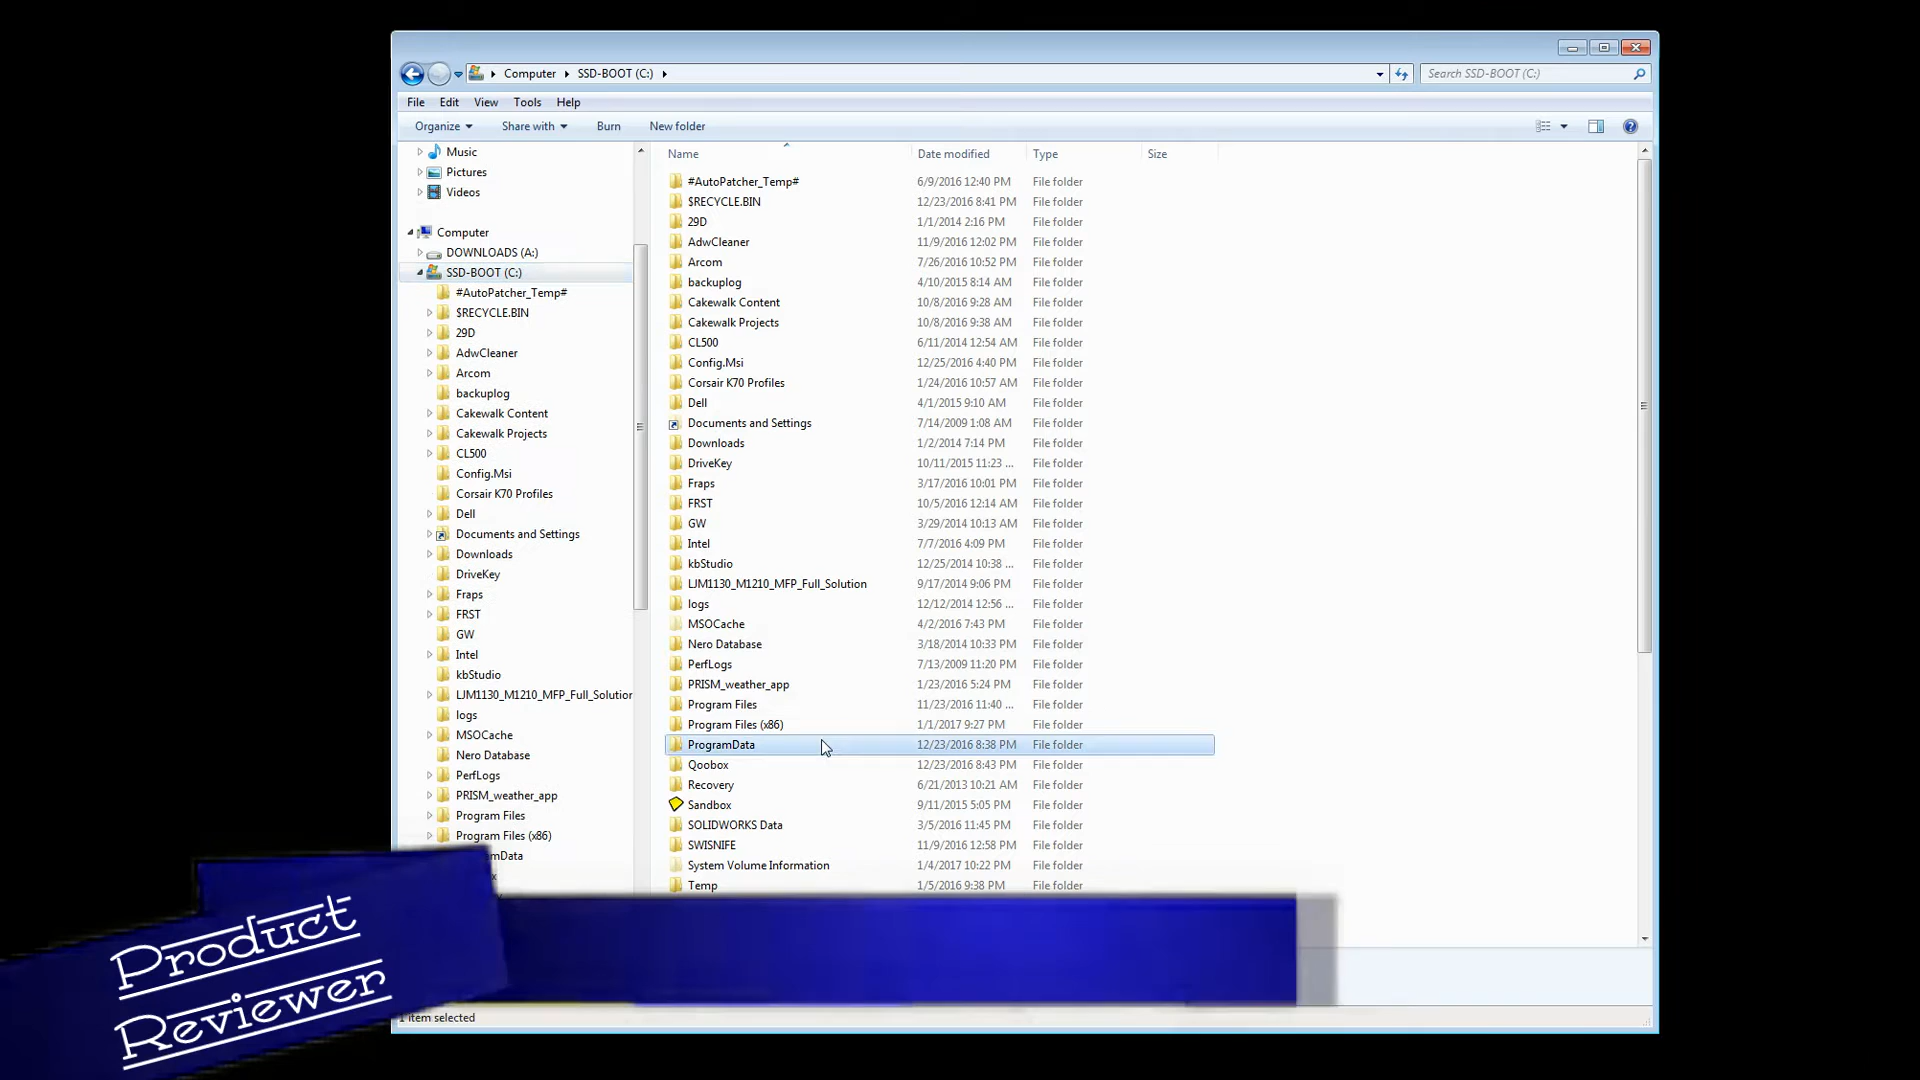 Computer SSD-BOOT (C:) Search SSD-BOOT (C:)
File Edit View Tools Help
Organize Share with Burn New folder
Music
Pictures
Videos
Computer
DOWNLOADS (A:)
SSD-BOOT (C:)
#AutoPatcher_Temp#
$RECYCLE.BIN
29D
AdwCleaner
Arcom
backuplog
Cakewalk Content
Cakewalk Projects
CL500
Config.Msi
Corsair K70 Profiles
Dell
Documents and Settings
Downloads
DriveKey
Fraps
FRST
GW
Intel
kbStudio
LJM1130_M1210_MFP_Full_Solution
logs
MSOCache
Nero Database
PerfLogs
PRISM_weather_app
Program Files
Program Files (x86)
mData
x
Name Date modified Type Size
#AutoPatcher_Temp# 6/9/2016 12:40 PM File folder
$RECYCLE.BIN 12/23/2016 8:41 PM File folder
29D 1/1/2014 2:16 PM File folder
AdwCleaner 11/9/2016 12:02 PM File folder
Arcom 7/26/2016 10:52 PM File folder
backuplog 4/10/2015 8:14 AM File folder
Cakewalk Content 10/8/2016 9:28 AM File folder
Cakewalk Projects 10/8/2016 9:38 AM File folder
CL500 6/11/2014 12:54 AM File folder
Config.Msi 12/25/2016 4:40 PM File folder
Corsair K70 Profiles 1/24/2016 10:57 AM File folder
Dell 4/1/2015 9:10 AM File folder
Documents and Settings 7/14/2009 1:08 AM File folder
Downloads 1/2/2014 7:14 PM File folder
DriveKey 10/11/2015 11:23 ... File folder
Fraps 3/17/2016 10:01 PM File folder
FRST 10/5/2016 12:14 AM File folder
GW 3/29/2014 10:13 AM File folder
Intel 7/7/2016 4:09 PM File folder
kbStudio 12/25/2014 10:38 ... File folder
LJM1130_M1210_MFP_Full_Solution 9/17/2014 9:06 PM File folder
logs 12/12/2014 12:56 ... File folder
MSOCache 4/2/2016 7:43 PM File folder
Nero Database 3/18/2014 10:33 PM File folder
PerfLogs 7/13/2009 11:20 PM File folder
PRISM_weather_app 1/23/2016 5:24 PM File folder
Program Files 11/23/2016 11:40 ... File folder
Program Files (x86) 1/1/2017 9:27 PM File folder
ProgramData 12/23/2016 8:38 PM File folder
Qoobox 12/23/2016 8:43 PM File folder
Recovery 6/21/2013 10:21 AM File folder
Sandbox 9/11/2015 5:05 PM File folder
SOLIDWORKS Data 3/5/2016 11:45 PM File folder
SWISNIFE 11/9/2016 12:58 PM File folder
System Volume Information 1/4/2017 10:22 PM File folder
Temp 1/5/2016 9:38 PM File folder
1 item selected
Product
Reviewer